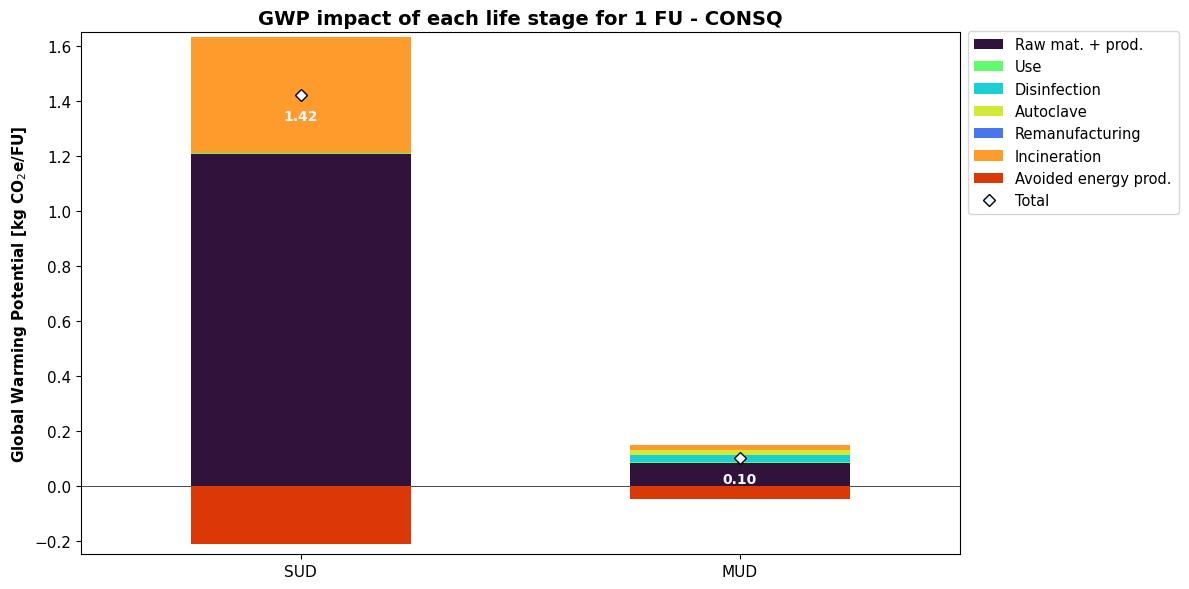 GWP impact of each life stage for 1 FU - CONSQ
Global Warming Potential [kg CO₂e/FU]
1.6
1.4
1.2
1.0
0.8
0.6
0.4
0.2
0.0
−0.2
1.42
0.10
SUD
MUD
Raw mat. + prod.
Use
Disinfection
Autoclave
Remanufacturing
Incineration
Avoided energy prod.
Total